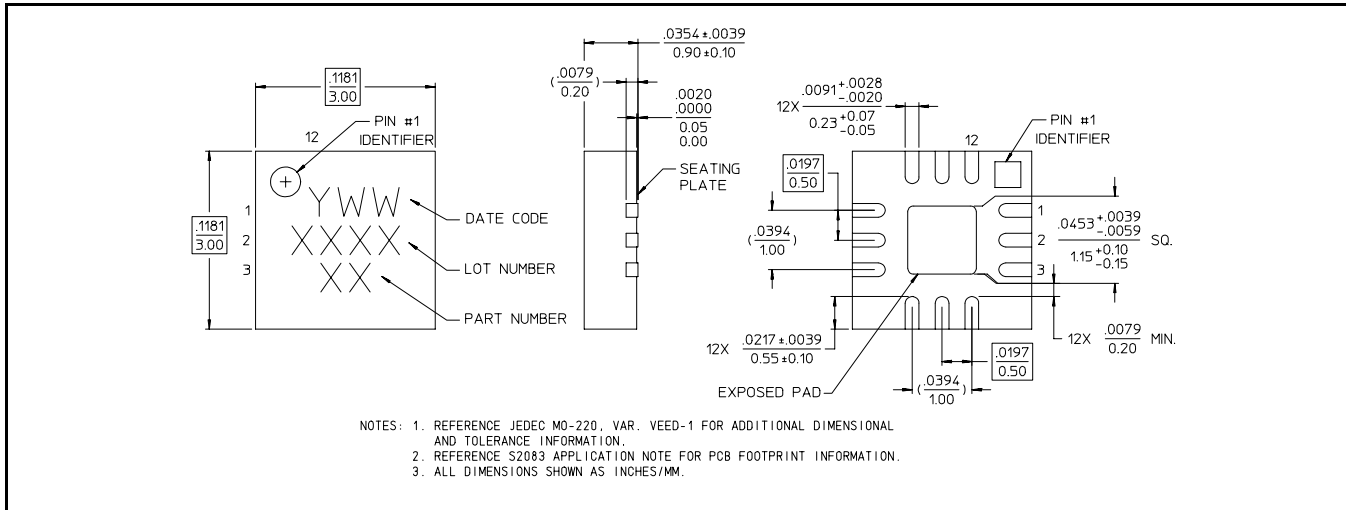 .1181
3.00
12
PIN #1
IDENTIFIER
.1181
3.00
1
2
3
YWW
XXXX
XX
DATE CODE
LOT NUMBER
PART NUMBER
.0354±.0039
0.90±0.10
(.0079)
0.20
.0020
.0000
0.05
0.00
SEATING
PLATE
12X .0091 +.0028 -.0020
0.23 +0.07 -0.05
12
PIN #1
IDENTIFIER
.0197
0.50
(.0394)
1.00
1
2
3
.0453 +.0039 -.0059 SQ.
1.15 +0.10 -0.15
12X .0217±.0039
0.55±0.10
12X .0079 MIN.
0.20
.0197
0.50
(.0394)
1.00
EXPOSED PAD
NOTES: 1. REFERENCE JEDEC MO-220, VAR. VEED-1 FOR ADDITIONAL DIMENSIONAL
AND TOLERANCE INFORMATION.
2. REFERENCE S2083 APPLICATION NOTE FOR PCB FOOTPRINT INFORMATION.
3. ALL DIMENSIONS SHOWN AS INCHES/MM.